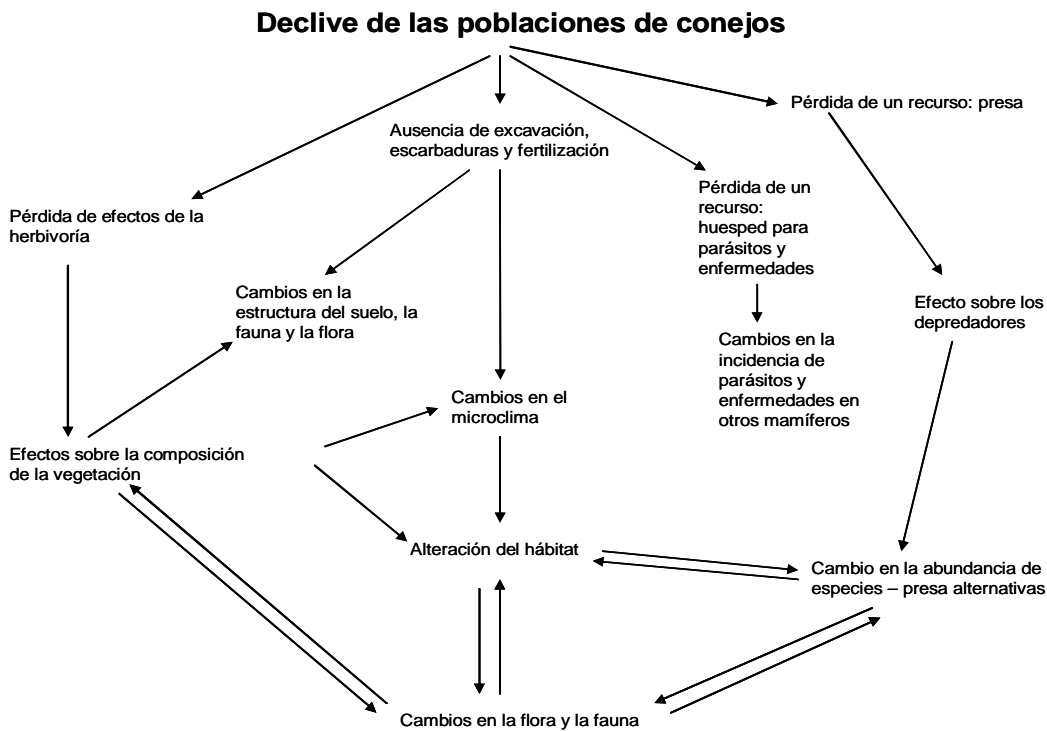 Declive de las poblaciones de conejos
Pérdida de un recurso: presa
Ausencia de excavación,
escarbaduras y fertilización
Pérdida de un
recurso:
huesped para
parásitos y
enfermedades
Pérdida de efectos de la
herbivoría
Cambios en la
estructura del suelo, la
fauna y la flora
Efecto sobre los
depredadores
Cambios en la
incidencia de
parásitos y
enfermedades en
otros mamíferos
Cambios en el
microclima
Efectos sobre la composición
de la vegetación
Alteración del hábitat
Cambio en la abundancia de
especies – presa alternativas
Cambios en la flora y la fauna